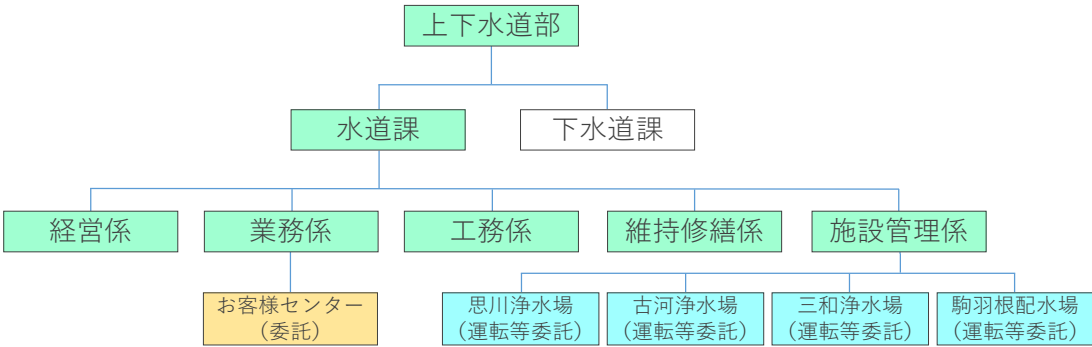 上下水道部
水道課
下水道課
経営係
業務係
工務係
維持修繕係
施設管理係
お客様センター
（委託）
思川浄水場
（運転等委託）
古河浄水場
（運転等委託）
三和浄水場
（運転等委託）
駒羽根配水場
（運転等委託）